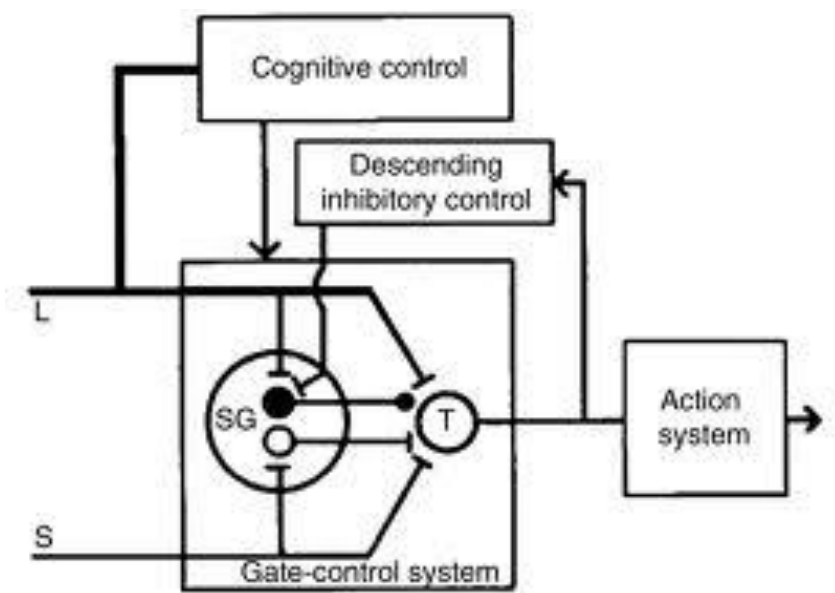 Cognitive control
Descending
inhibitory control
L
SG
T
Action
system
S
Gate-control system